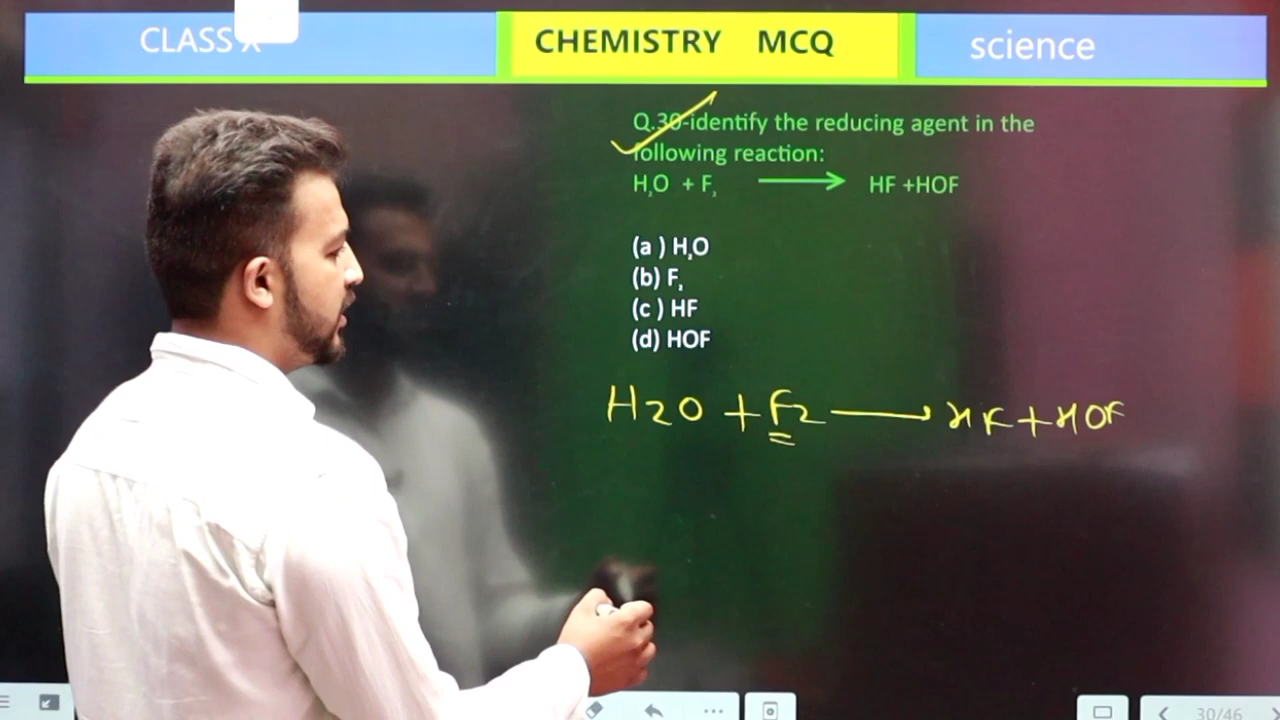 CLASS X
CHEMISTRY MCQ
science
Q.30-identify the reducing agent in the
following reaction:
H₂O + F₂ ⟶ HF +HOF
(a ) H₂O
(b) F₂
(c ) HF
(d) HOF
H2O + F2 ⟶ HF + HOF
30/46